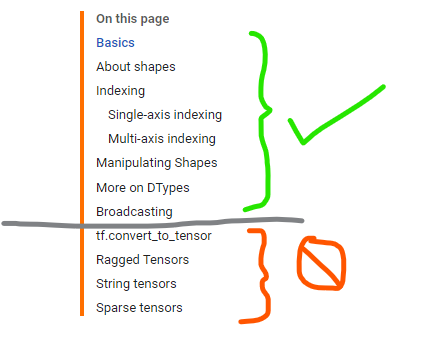 On this page
Basics
About shapes
Indexing
Single-axis indexing
Multi-axis indexing
Manipulating Shapes
More on DTypes
Broadcasting
tf.convert_to_tensor
Ragged Tensors
String tensors
Sparse tensors